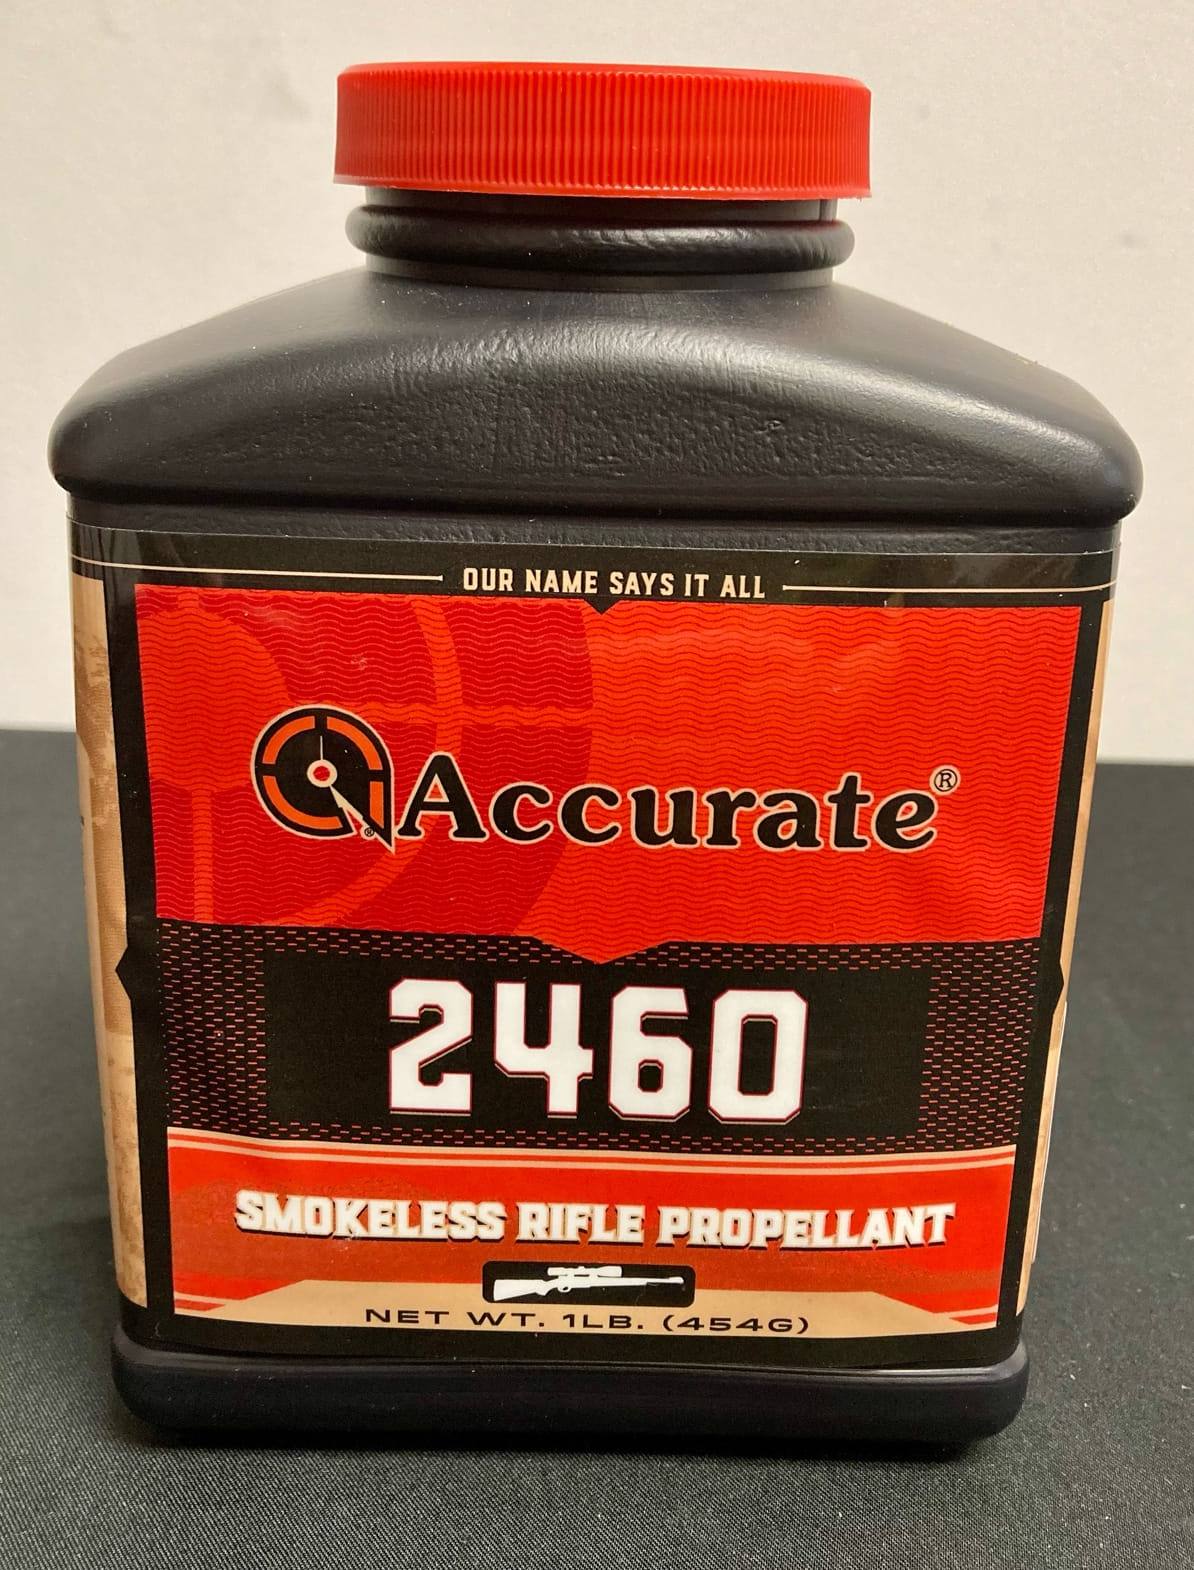 OUR NAME SAYS IT ALL
Accurate®
2460
SMOKELESS RIFLE PROPELLANT
NET WT. 1LB. (454G)